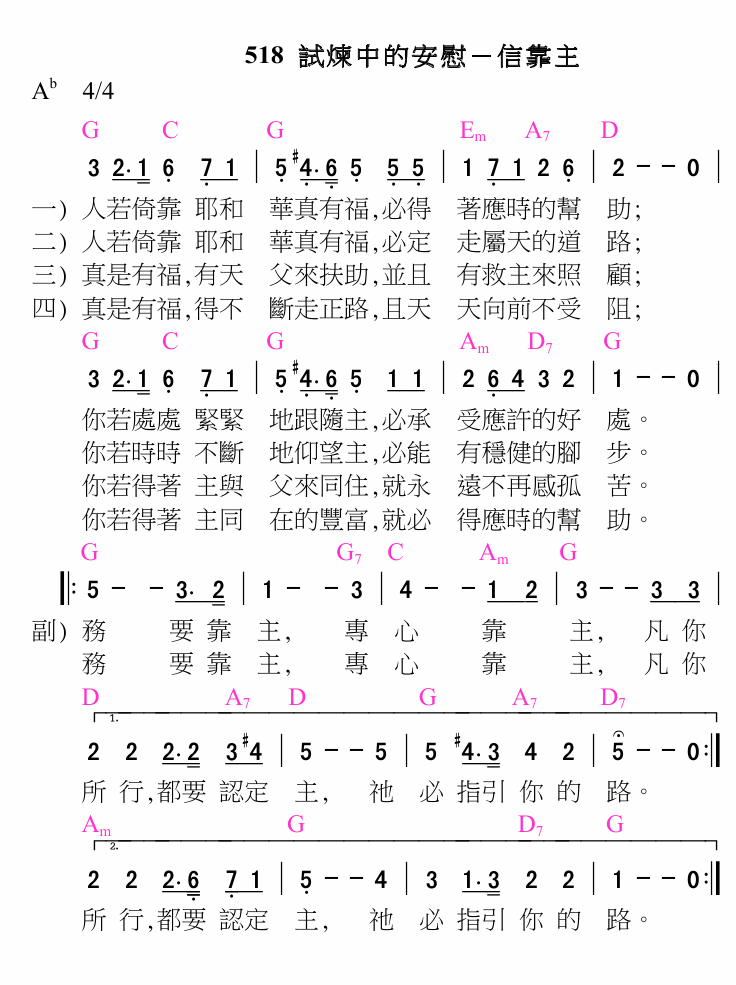 518 試煉中的安慰－信靠主
A♭ 4/4
G C G Em A7 D
3 2· 1 6 7 1 | 5 #4· 6 5 5 5 | 1 7 1 2 6 | 2 － － 0 |
一) 人若倚靠 耶和 華真有福,必得 著應時的幫 助;
二) 人若倚靠 耶和 華真有福,必定 走屬天的道 路;
三) 真是有福,有天 父來扶助,並且 有救主來照 顧;
四) 真是有福,得不 斷走正路,且天 天向前不受 阻;
G C G Am D7 G
3 2· 1 6 7 1 | 5 #4· 6 5 1 1 | 2 6 4 3 2 | 1 － － 0 |
你若處處 緊緊 地跟隨主,必承 受應許的好 處。
你若時時 不斷 地仰望主,必能 有穩健的腳 步。
你若得著 主與 父來同住,就永 遠不再感孤 苦。
你若得著 主同 在的豐富,就必 得應時的幫 助。
G G7 C Am G
‖: 5 － － 3· 2 | 1 － － 3 | 4 － － 1 2 | 3 － － 3 3 |
副) 務 要 靠 主, 專 心 靠 主, 凡 你
務 要 靠 主, 專 心 靠 主, 凡 你
D A7 D G A7 D7
1.
2 2 2· 2 3 #4 | 5 － － 5 | 5 #4· 3 4 2 | 5 － － 0 :‖
所 行,都要 認定 主, 祂 必 指引 你 的 路。
Am G D7 G
2.
2 2 2· 6 7 1 | 5 － － 4 | 3 1· 3 2 2 | 1 － － 0 :‖
所 行,都要 認定 主, 祂 必 指引 你 的 路。